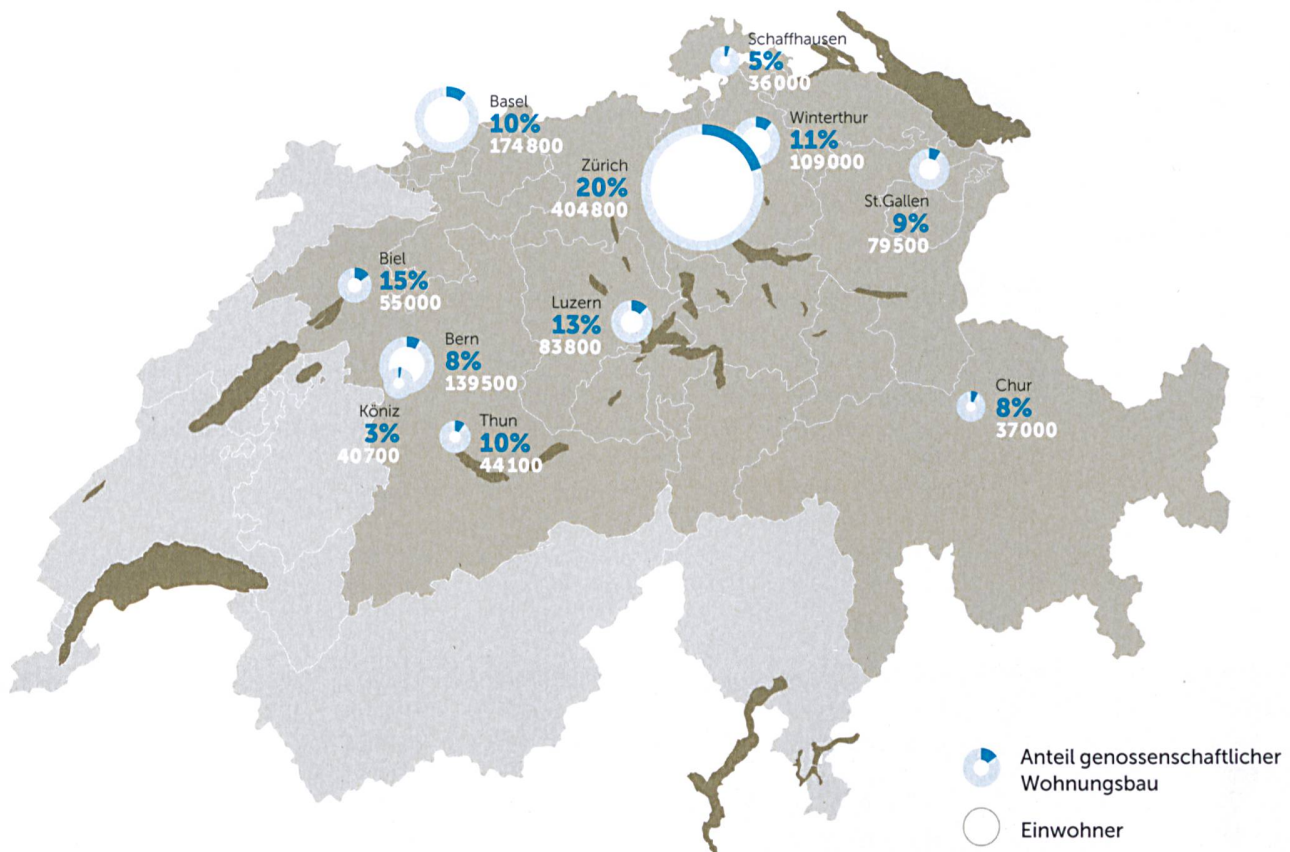 Schaffhausen
5%
36000
Basel
10%
174800
Winterthur
11%
109000
Zürich
20%
404800
St.Gallen
9%
79500
Biel
15%
55000
Luzern
13%
83800
Bern
8%
139500
Köniz
3%
40700
Thun
10%
44100
Chur
8%
37000
Anteil genossenschaftlicher
Wohnungsbau
Einwohner